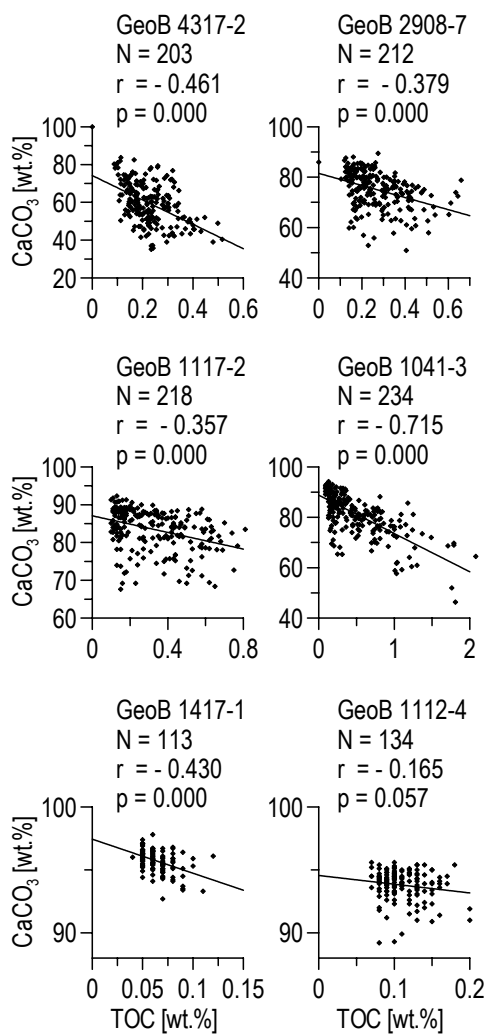 GeoB 4317-2
N = 203
r = - 0.461
p = 0.000
CaCO3 [wt.%]
100
80
60
40
20
0 0.2 0.4 0.6
GeoB 2908-7
N = 212
r = - 0.379
p = 0.000
100
80
60
40
0 0.2 0.4 0.6
GeoB 1117-2
N = 218
r = - 0.357
p = 0.000
CaCO3 [wt.%]
100
90
80
70
60
0 0.4 0.8
GeoB 1041-3
N = 234
r = - 0.715
p = 0.000
100
80
60
40
0 1 2
GeoB 1417-1
N = 113
r = - 0.430
p = 0.000
CaCO3 [wt.%]
100
90
0 0.05 0.10 0.15
TOC [wt.%]
GeoB 1112-4
N = 134
r = - 0.165
p = 0.057
100
90
0 0.1 0.2
TOC [wt.%]